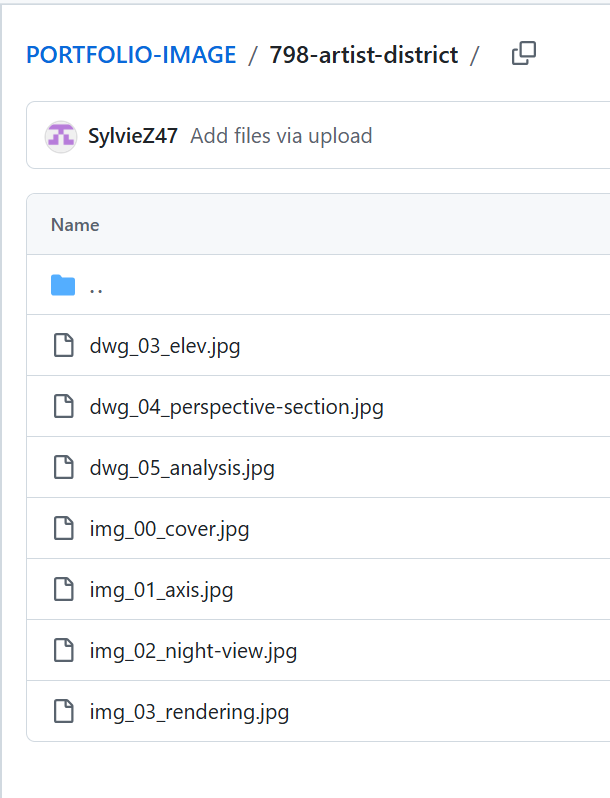 PORTFOLIO-IMAGE / 798-artist-district /
SylvieZ47 Add files via upload
Name
..
dwg_03_elev.jpg
dwg_04_perspective-section.jpg
dwg_05_analysis.jpg
img_00_cover.jpg
img_01_axis.jpg
img_02_night-view.jpg
img_03_rendering.jpg